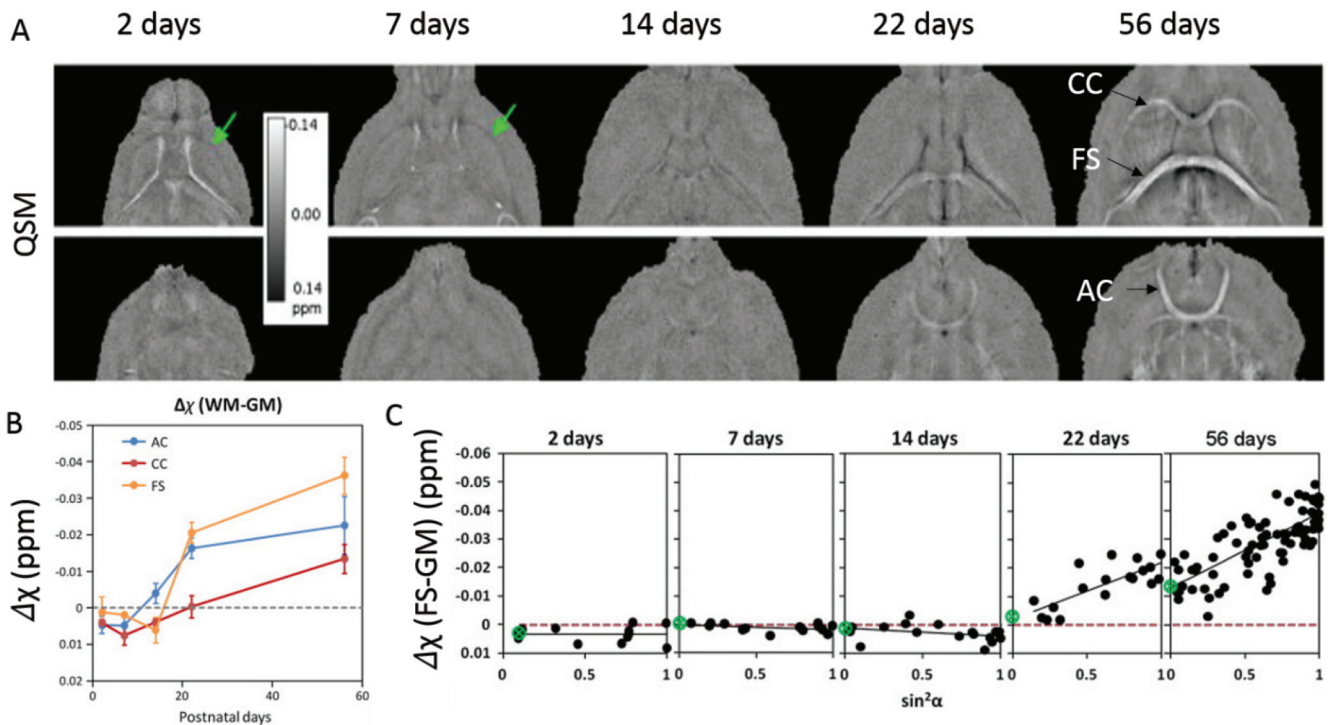 A
2 days
7 days
14 days
22 days
56 days
QSM
-0.14
0.00
0.14
ppm
CC
FS
AC
B
Δχ (WM-GM)
Δχ (ppm)
-0.05
-0.04
-0.03
-0.02
-0.01
0
0.01
0.02
AC
CC
FS
0
20
40
60
Postnatal days
C
2 days
7 days
14 days
22 days
56 days
Δχ (FS-GM) (ppm)
-0.06
-0.05
-0.04
-0.03
-0.02
-0.01
0
0.01
0 0.5 1 0 0.5 1 0 0.5 1 0 0.5 1 0 0.5 1
sin²α